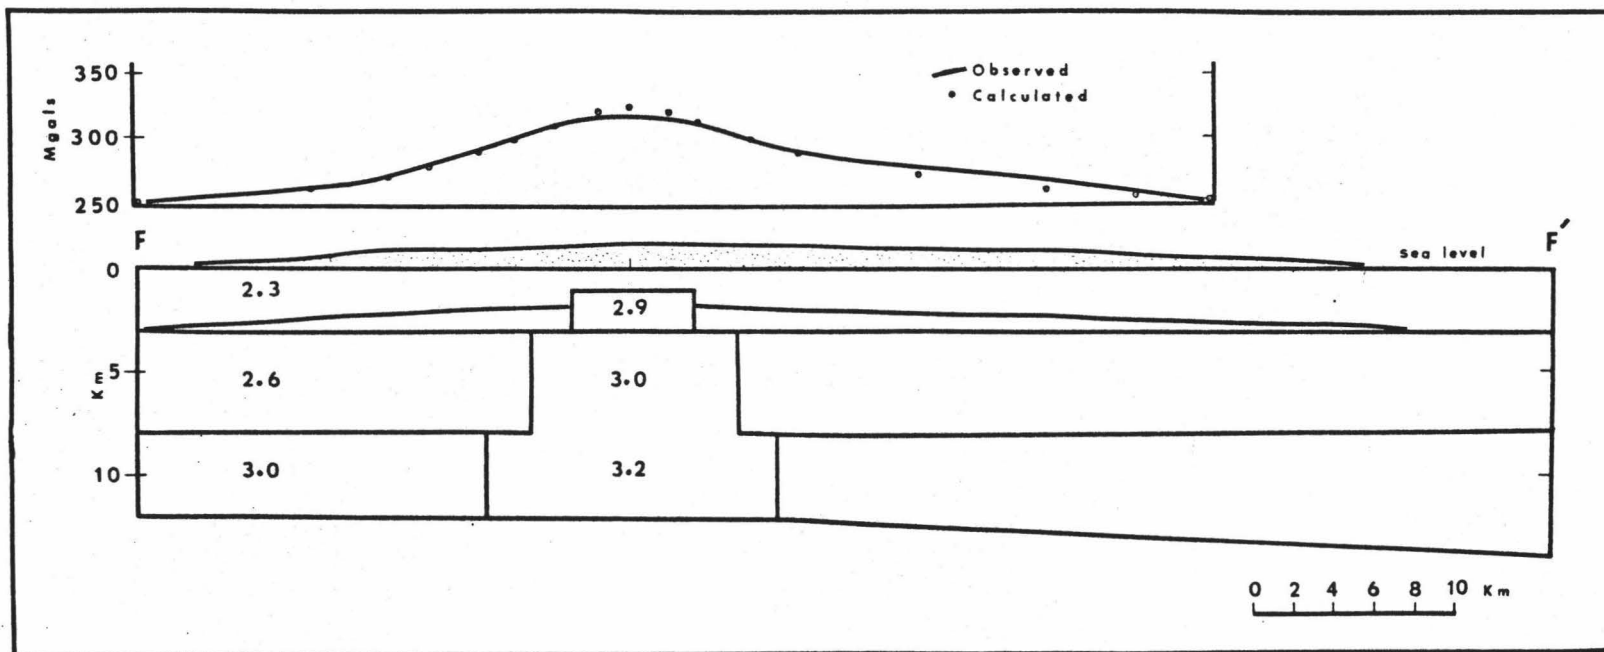 350
300
250
Mgals
Observed
Calculated
F
F′
sea level
0
5
10
Km
2.3
2.9
2.6
3.0
3.0
3.2
0 2 4 6 8 10 Km